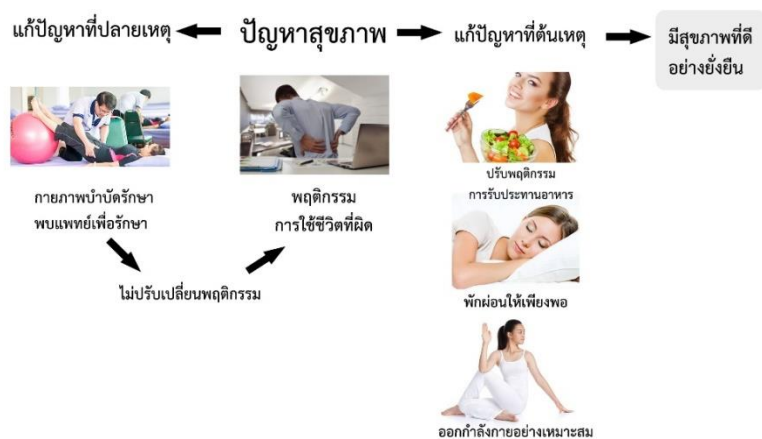 แก้ปัญหาที่ปลายเหตุ
ปัญหาสุขภาพ
แก้ปัญหาที่ต้นเหตุ
มีสุขภาพที่ดี
อย่างยั่งยืน
กายภาพบำบัดรักษา
พบแพทย์เพื่อรักษา
พฤติกรรม
การใช้ชีวิตที่ผิด
ไม่ปรับเปลี่ยนพฤติกรรม
ปรับพฤติกรรม
การรับประทานอาหาร
พักผ่อนให้เพียงพอ
ออกกำลังกายอย่างเหมาะสม